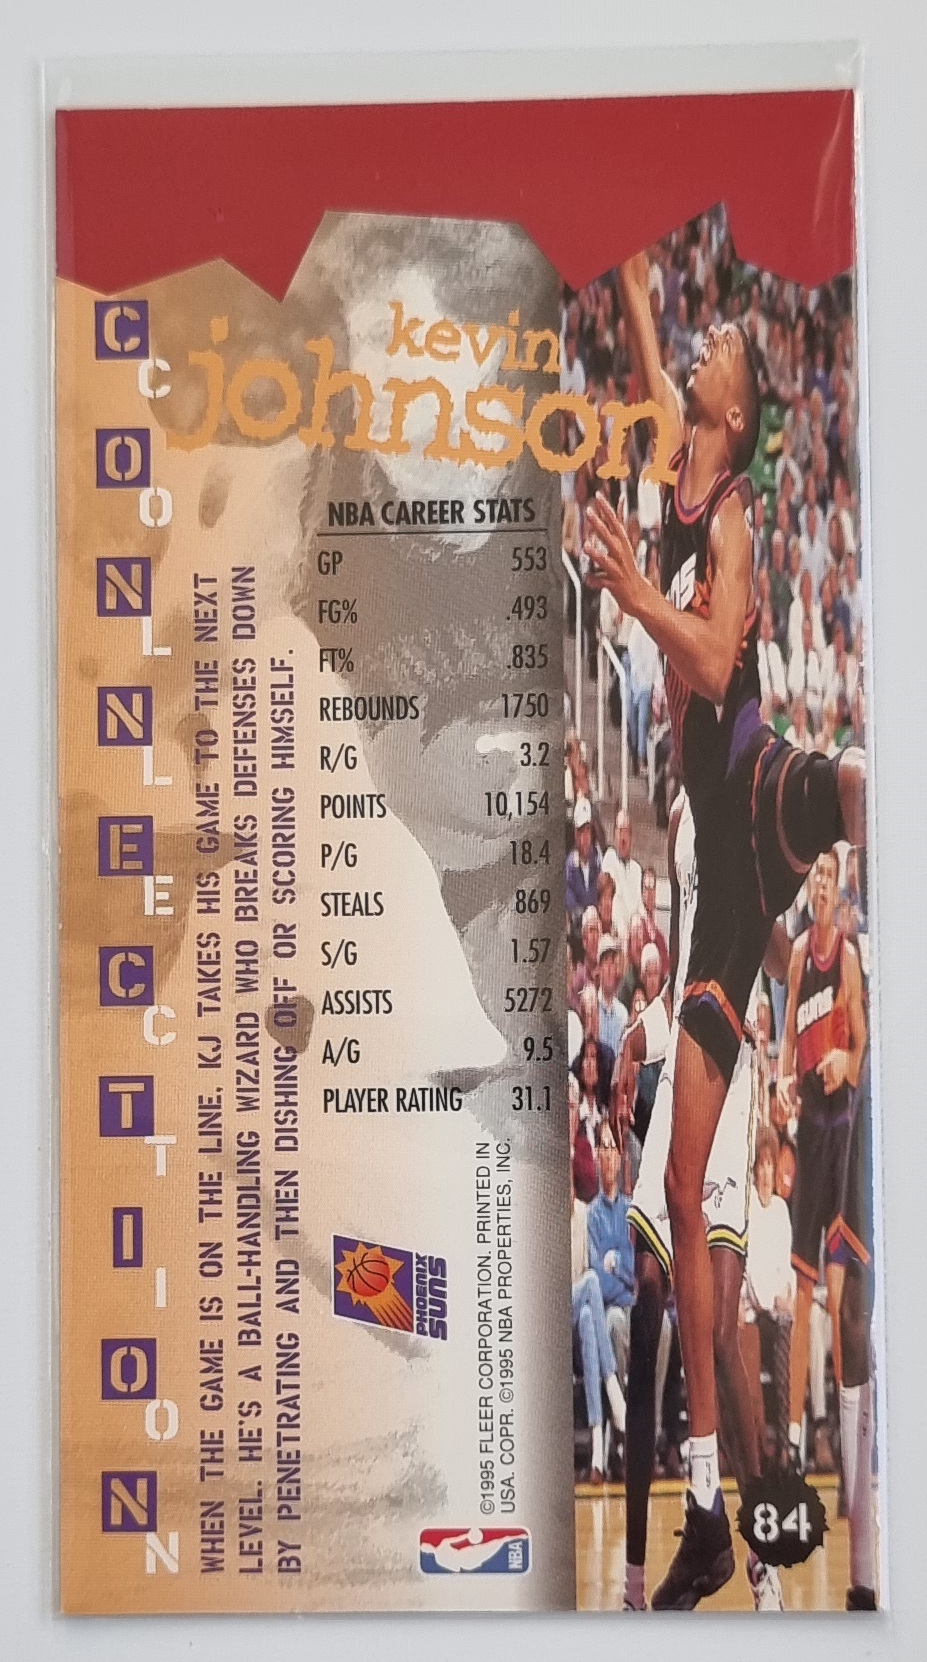 CONNECTION
COLLECTION
kevin
johnson
NBA CAREER STATS
GP 553
FG% .493
FT% .835
REBOUNDS 1750
R/G 3.2
POINTS 10,154
P/G 18.4
STEALS 869
S/G 1.57
ASSISTS 5272
A/G 9.5
PLAYER RATING 31.1
WHEN THE GAME IS ON THE LINE, KJ TAKES HIS GAME TO THE NEXT
LEVEL. HE'S A BALL-HANDLING WIZARD WHO BREAKS DEFENSES DOWN
BY PENETRATING AND THEN DISHING OFF OR SCORING HIMSELF.
PHOENIX
SUNS
©1995 FLEER CORPORATION. PRINTED IN
USA. COPR. ©1995 NBA PROPERTIES, INC.
NBA
84